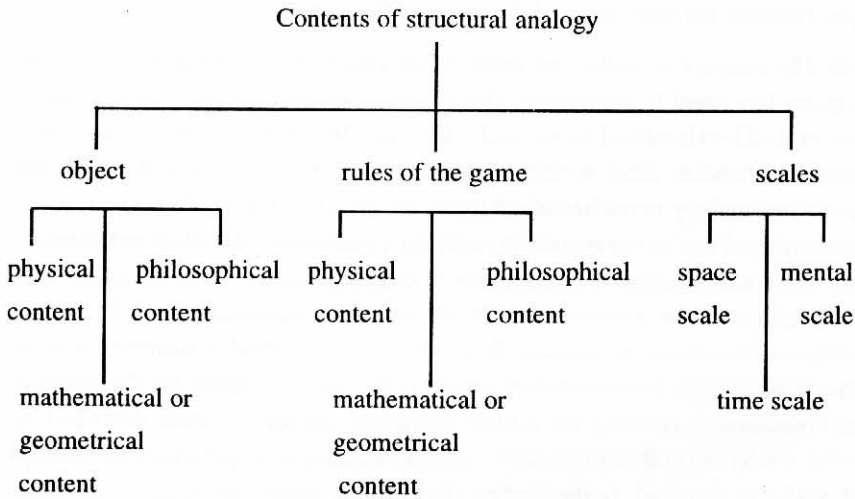 Contents of structural analogy
object rules of the game scales
physical content
philosophical content
physical content
philosophical content
space scale
mental scale
mathematical or geometrical content
mathematical or geometrical content
time scale